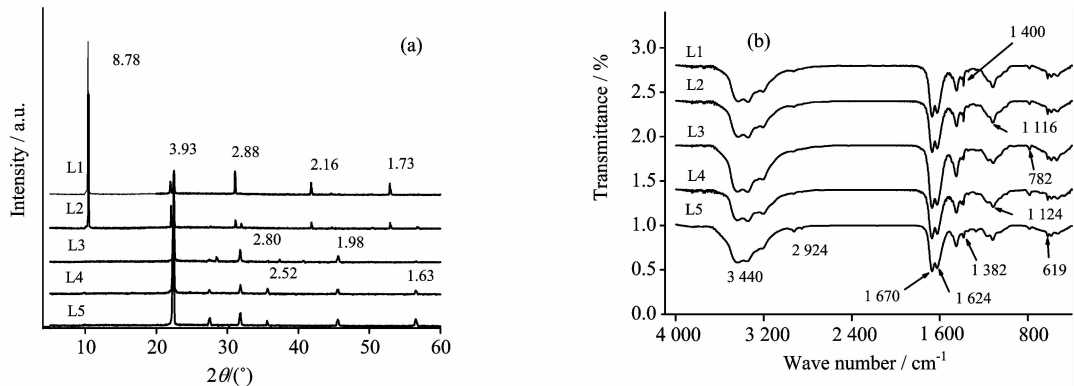 (a)
Intensity / a.u.
8.78
3.93
2.88
2.16
1.73
L1
L2
2.80
1.98
L3
2.52
1.63
L4
L5
10
20
30
40
50
60
2θ/(°)
(b)
Transmittance / %
3.0
2.5
2.0
1.5
1.0
0.5
0.0
L1
L2
L3
L4
L5
1 400
1 116
782
1 124
2 924
3 440
1 382
619
1 670
1 624
4 000
3 200
2 400
1 600
800
Wave number / cm-1